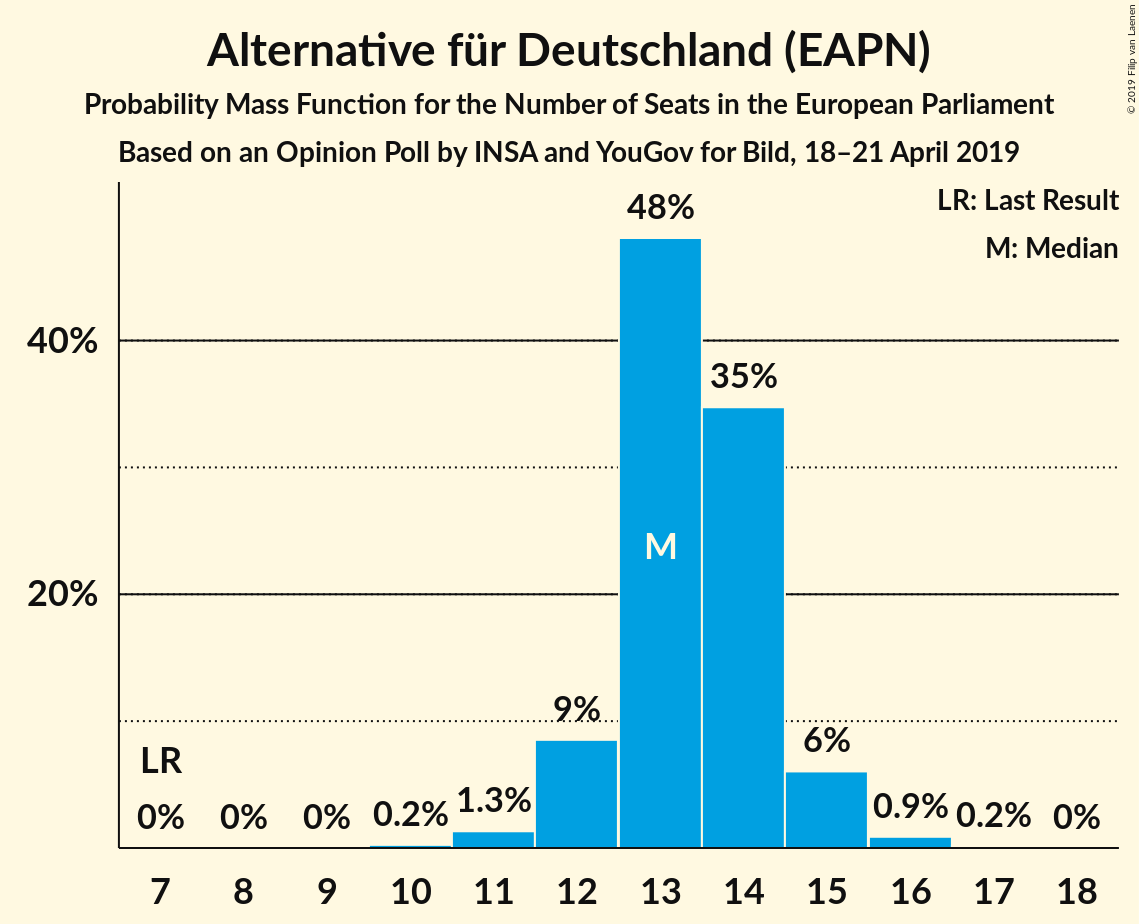 Alternative für Deutschland (EAPN)
Probability Mass Function for the Number of Seats in the European Parliament
Based on an Opinion Poll by INSA and YouGov for Bild, 18–21 April 2019
© 2019 Filip van Laenen
LR: Last Result
M: Median
48%
40%
35%
M
20%
9%
6%
LR
0% 0% 0% 0.2% 1.3% 0.9% 0.2% 0%
7 8 9 10 11 12 13 14 15 16 17 18